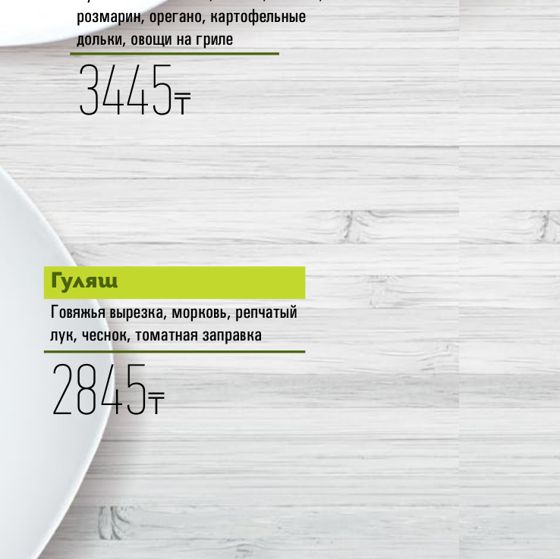 розмарин, орегано, картофельные
дольки, овощи на гриле
3445₸
Гуляш
Говяжья вырезка, морковь, репчатый
лук, чеснок, томатная заправка
2845₸